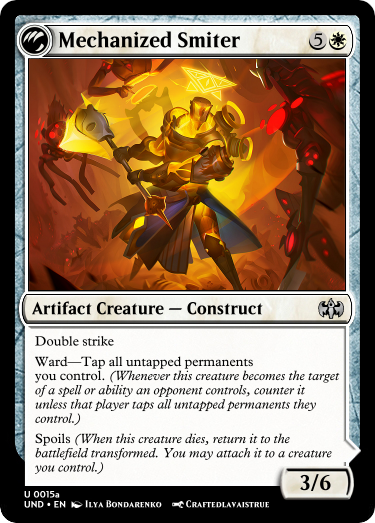 Mechanized Smiter 5
Artifact Creature — Construct
Double strike
Ward—Tap all untapped permanents
you control. (Whenever this creature becomes the target
of a spell or ability an opponent controls, counter it
unless that player taps all untapped permanents they
control.)
Spoils (When this creature dies, return it to the
battlefield transformed. You may attach it to a creature
you control.)
3/6
U 0015a
UND • EN Ilya Bondarenko Craftedlavaistrue